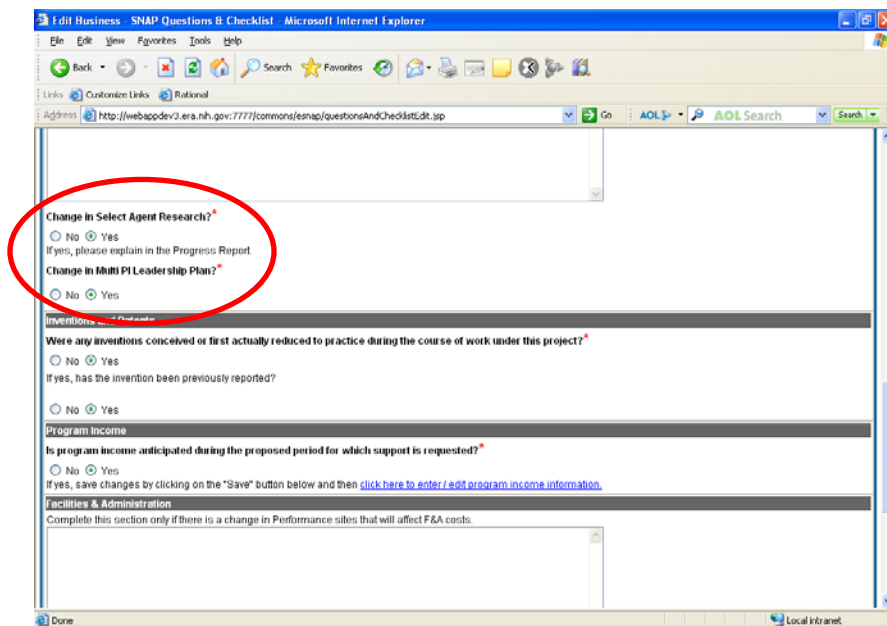 Edit Business - SNAP Questions & Checklist - Microsoft Internet Explorer
File Edit View Favorites Tools Help
Back Search Favorites
Links Customize Links Rational
Address http://webappdev3.era.nih.gov:7777/commons/esnap/questionsAndChecklistEdit.jsp Go AOL AOL Search Search
Change in Select Agent Research?*
No Yes
If yes, please explain in the Progress Report.
Change in Multi PI Leadership Plan?*
No Yes
Inventions and Patents
Were any inventions conceived or first actually reduced to practice during the course of work under this project?*
No Yes
If yes, has the invention been previously reported?
No Yes
Program Income
Is program income anticipated during the proposed period for which support is requested?*
No Yes
If yes, save changes by clicking on the "Save" button below and then click here to enter / edit program income information.
Facilities & Administration
Complete this section only if there is a change in Performance sites that will affect F&A costs.
Done Local intranet